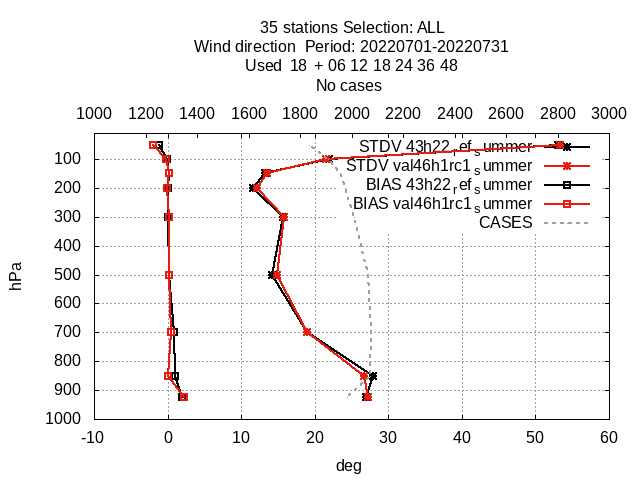 35 stations Selection: ALL
Wind direction  Period: 20220701-20220731
Used  18  + 06 12 18 24 36 48
No cases
1000 1200 1400 1600 1800 2000 2200 2400 2600 2800 3000
STDV 43h22_ref_summer
STDV val46h1rc1_summer
BIAS 43h22_ref_summer
BIAS val46h1rc1_summer
CASES
100
200
300
400
500
600
700
800
900
1000
hPa
-10 0 10 20 30 40 50 60
deg